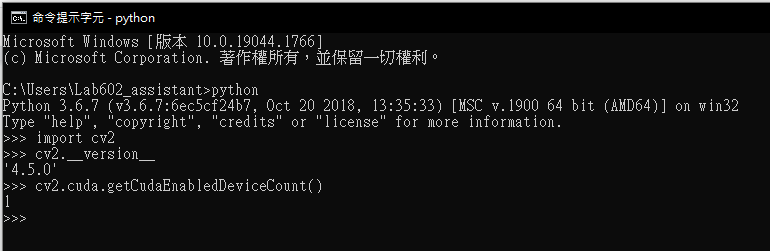 命令提示字元 - python
Microsoft Windows [版本 10.0.19044.1766]
(c) Microsoft Corporation. 著作權所有，並保留一切權利。
C:\Users\Lab602_assistant>python
Python 3.6.7 (v3.6.7:6ec5cf24b7, Oct 20 2018, 13:35:33) [MSC v.1900 64 bit (AMD64)] on win32
Type "help", "copyright", "credits" or "license" for more information.
>>> import cv2
>>> cv2.__version__
'4.5.0'
>>> cv2.cuda.getCudaEnabledDeviceCount()
1
>>>